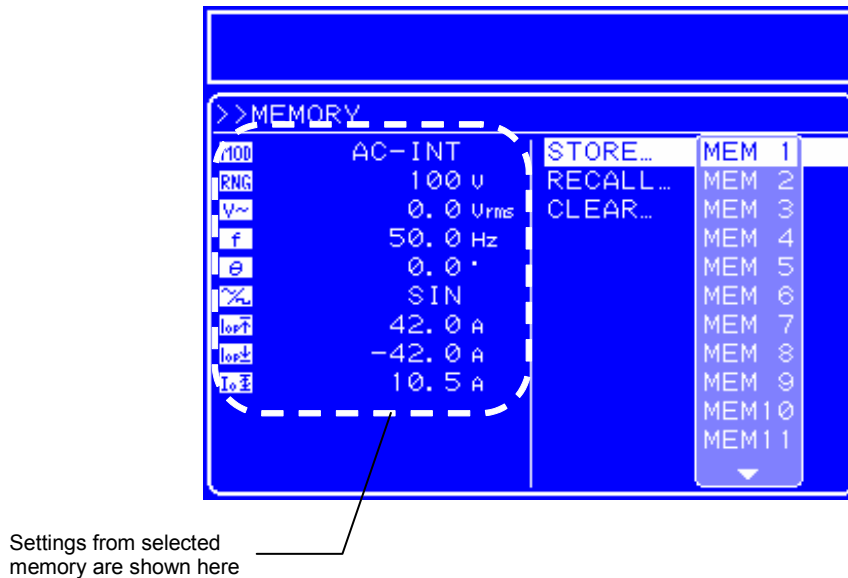 >>MEMORY
MOD AC-INT
RNG 100 V
V~ 0.0 Vrms
f 50.0 Hz
θ 0.0 °
SIN
Iop 42.0 A
Iop -42.0 A
Io 10.5 A
STORE…
RECALL…
CLEAR…
MEM 1
MEM 2
MEM 3
MEM 4
MEM 5
MEM 6
MEM 7
MEM 8
MEM 9
MEM10
MEM11
Settings from selected
memory are shown here